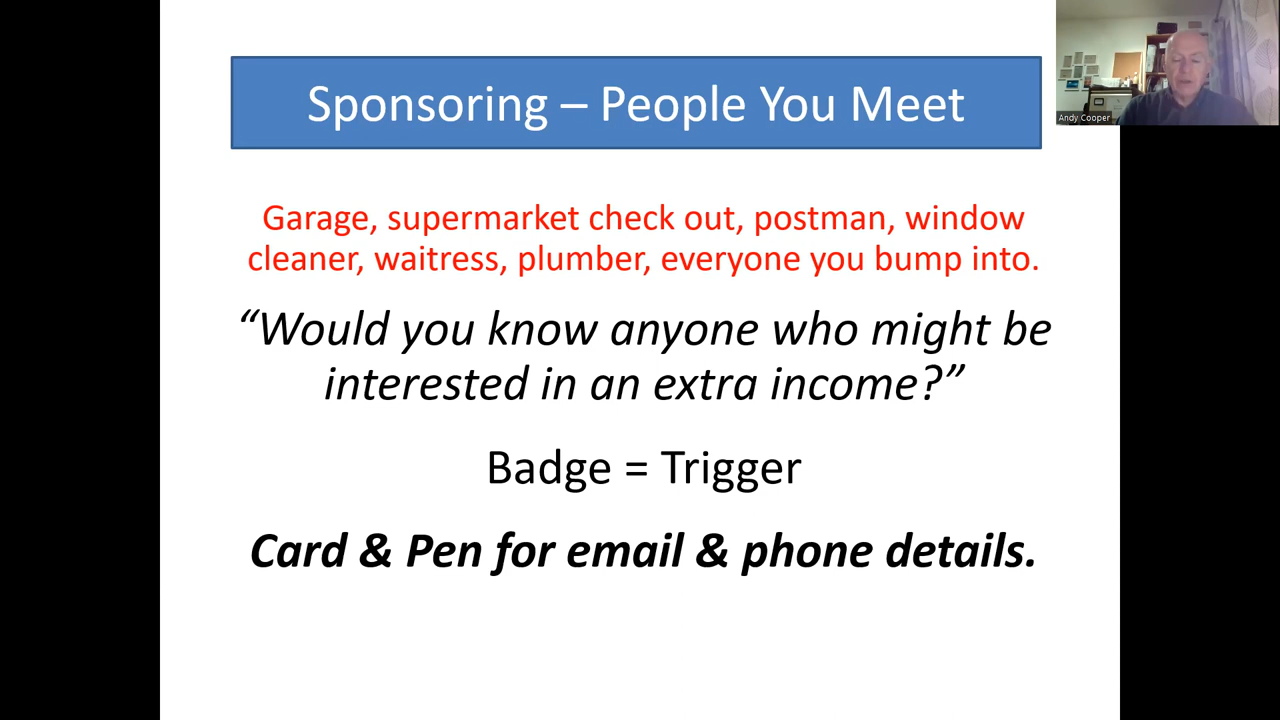 Sponsoring – People You Meet
Garage, supermarket check out, postman, window
cleaner, waitress, plumber, everyone you bump into.
“Would you know anyone who might be
interested in an extra income?”
Badge = Trigger
Card & Pen for email & phone details.
Andy Cooper